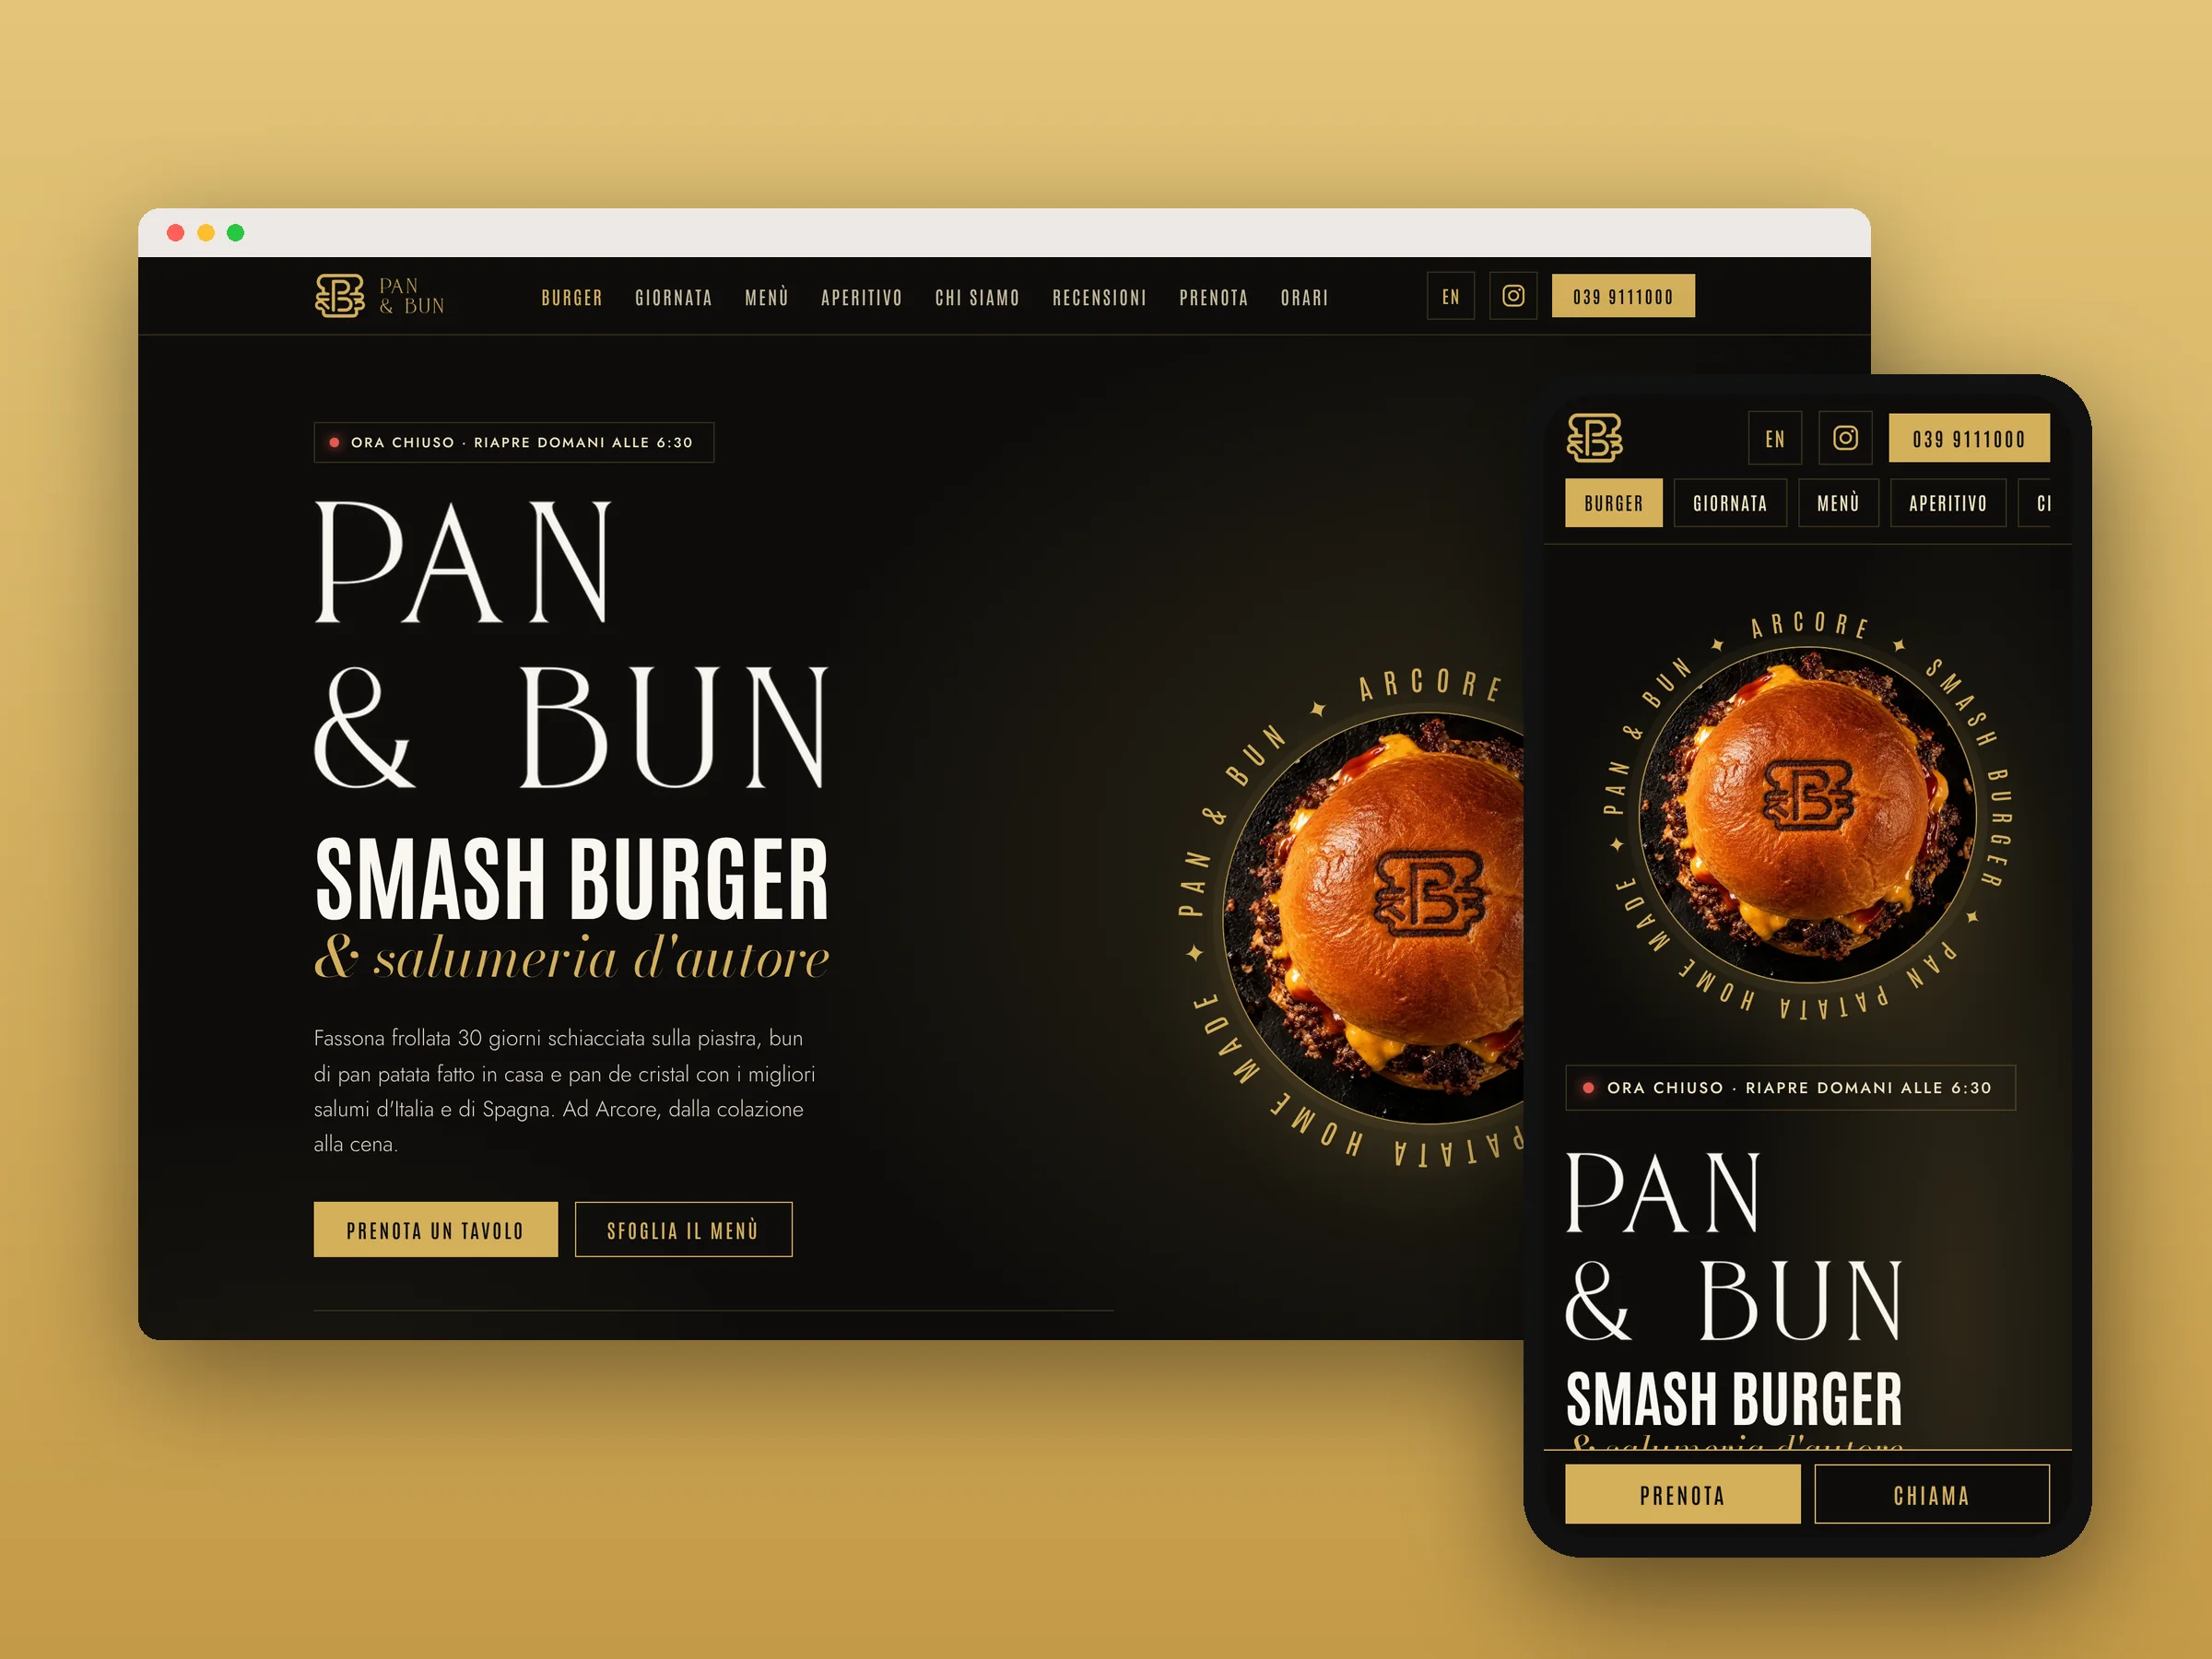 PAN
& BUN
BURGER GIORNATA MENÙ APERITIVO CHI SIAMO RECENSIONI PRENOTA ORARI
EN
039 9111000
ORA CHIUSO · RIAPRE DOMANI ALLE 6:30
PAN
& BUN
SMASH BURGER
& salumeria d'autore
Fassona frollata 30 giorni schiacciata sulla piastra, bun
di pan patata fatto in casa e pan de cristal con i migliori
salumi d'Italia e di Spagna. Ad Arcore, dalla colazione
alla cena.
PRENOTA UN TAVOLO
SFOGLIA IL MENÙ
PAN & BUN ✦ ARCORE
PATATA HOME MADE ✦
B
EN
039 9111000
BURGER GIORNATA MENÙ APERITIVO
PAN & BUN ✦ ARCORE ✦ SMASH BURGER ✦ PAN PATATA HOME MADE ✦
B
ORA CHIUSO · RIAPRE DOMANI ALLE 6:30
PAN
& BUN
SMASH BURGER
& salumeria d'autore
PRENOTA
CHIAMA